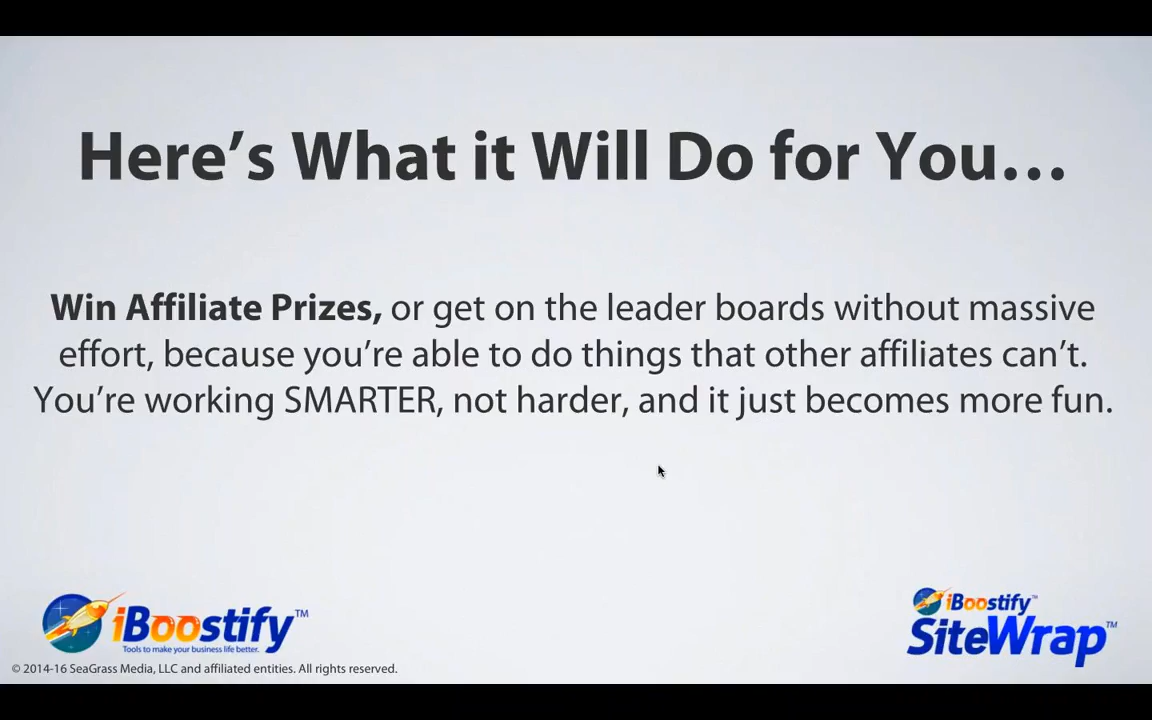 Here’s What it Will Do for You…
Win Affiliate Prizes, or get on the leader boards without massive
effort, because you’re able to do things that other affiliates can’t.
You’re working SMARTER, not harder, and it just becomes more fun.
iBoostify™
Tools to make your business life better.
© 2014-16 SeaGrass Media, LLC and affiliated entities. All rights reserved.
iBoostify™
SiteWrap™